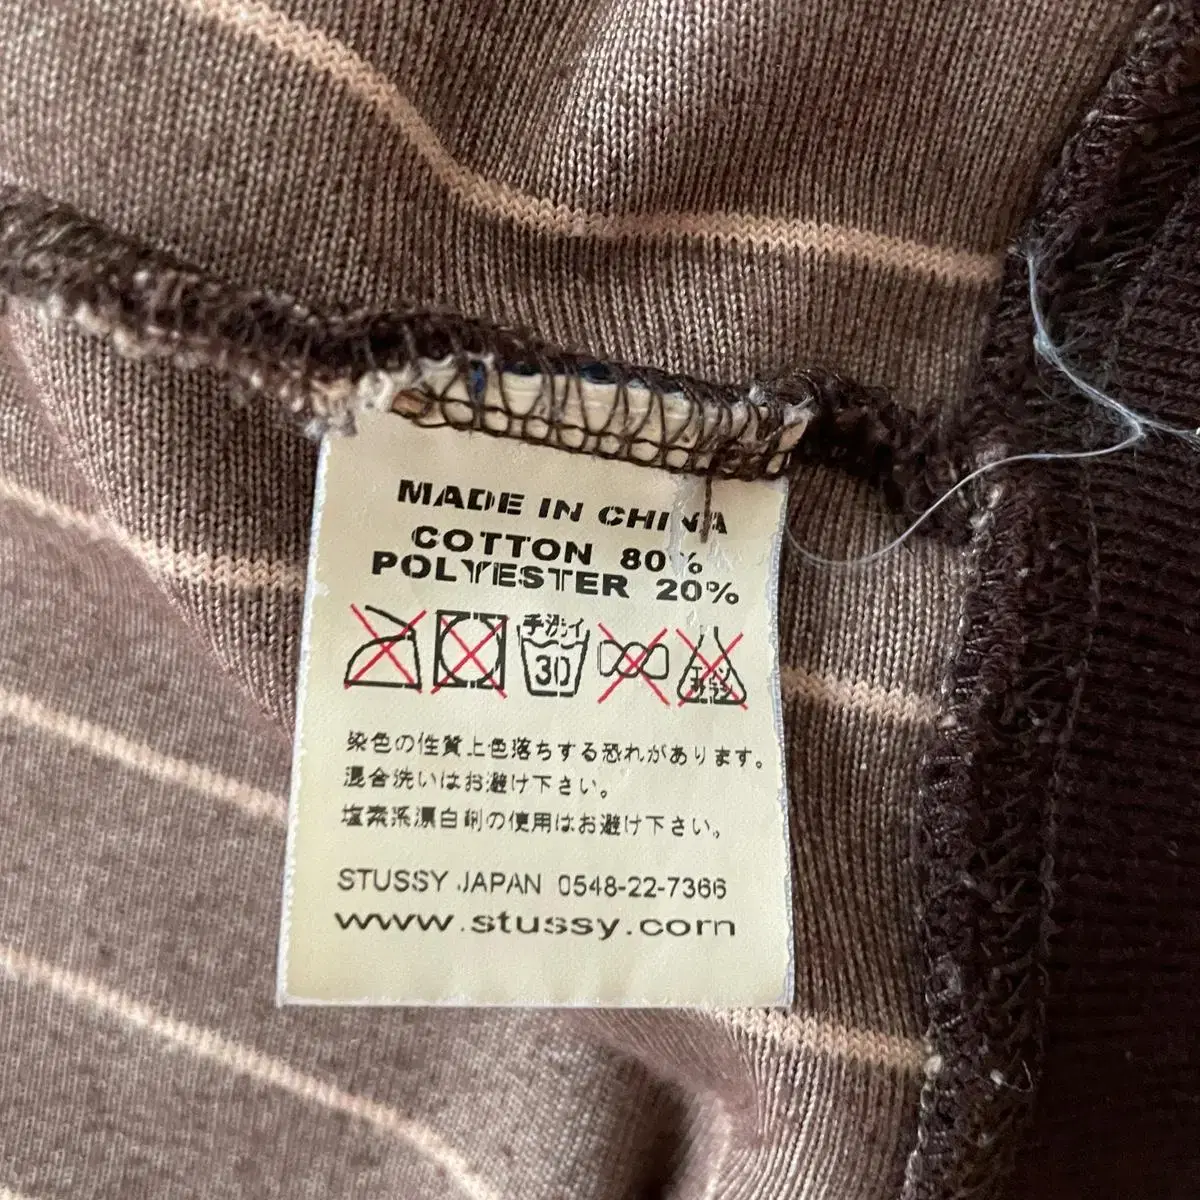 MADE IN CHINA
COTTON 80%
POLYESTER 20%
手洗イ
30
染色の性質上色落ちする恐れがあります。
混合洗いはお避け下さい。
塩素系漂白剤の使用はお避け下さい。
STUSSY JAPAN 0548-22-7366
www.stussy.com